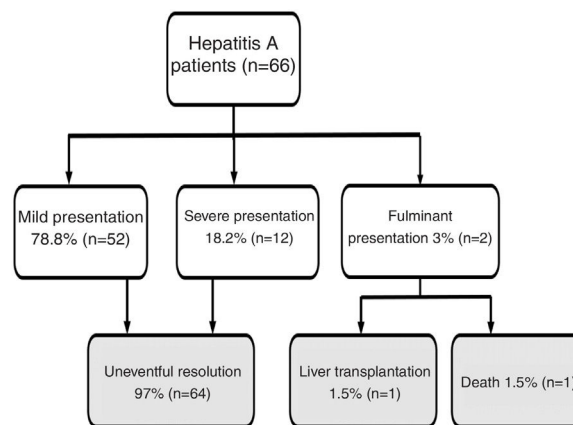 Hepatitis A
patients (n=66)
Mild presentation
78.8% (n=52)
Severe presentation
18.2% (n=12)
Fulminant
presentation 3% (n=2)
Uneventful resolution
97% (n=64)
Liver transplantation
1.5% (n=1)
Death 1.5% (n=1)